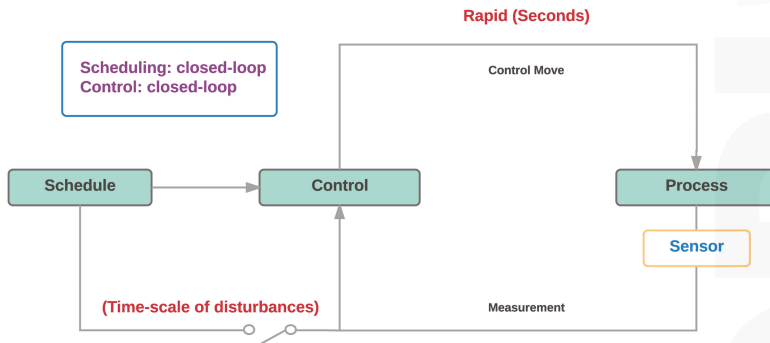 Rapid (Seconds)
Scheduling: closed-loop
Control: closed-loop
Control Move
Schedule
Control
Process
Sensor
(Time-scale of disturbances)
Measurement